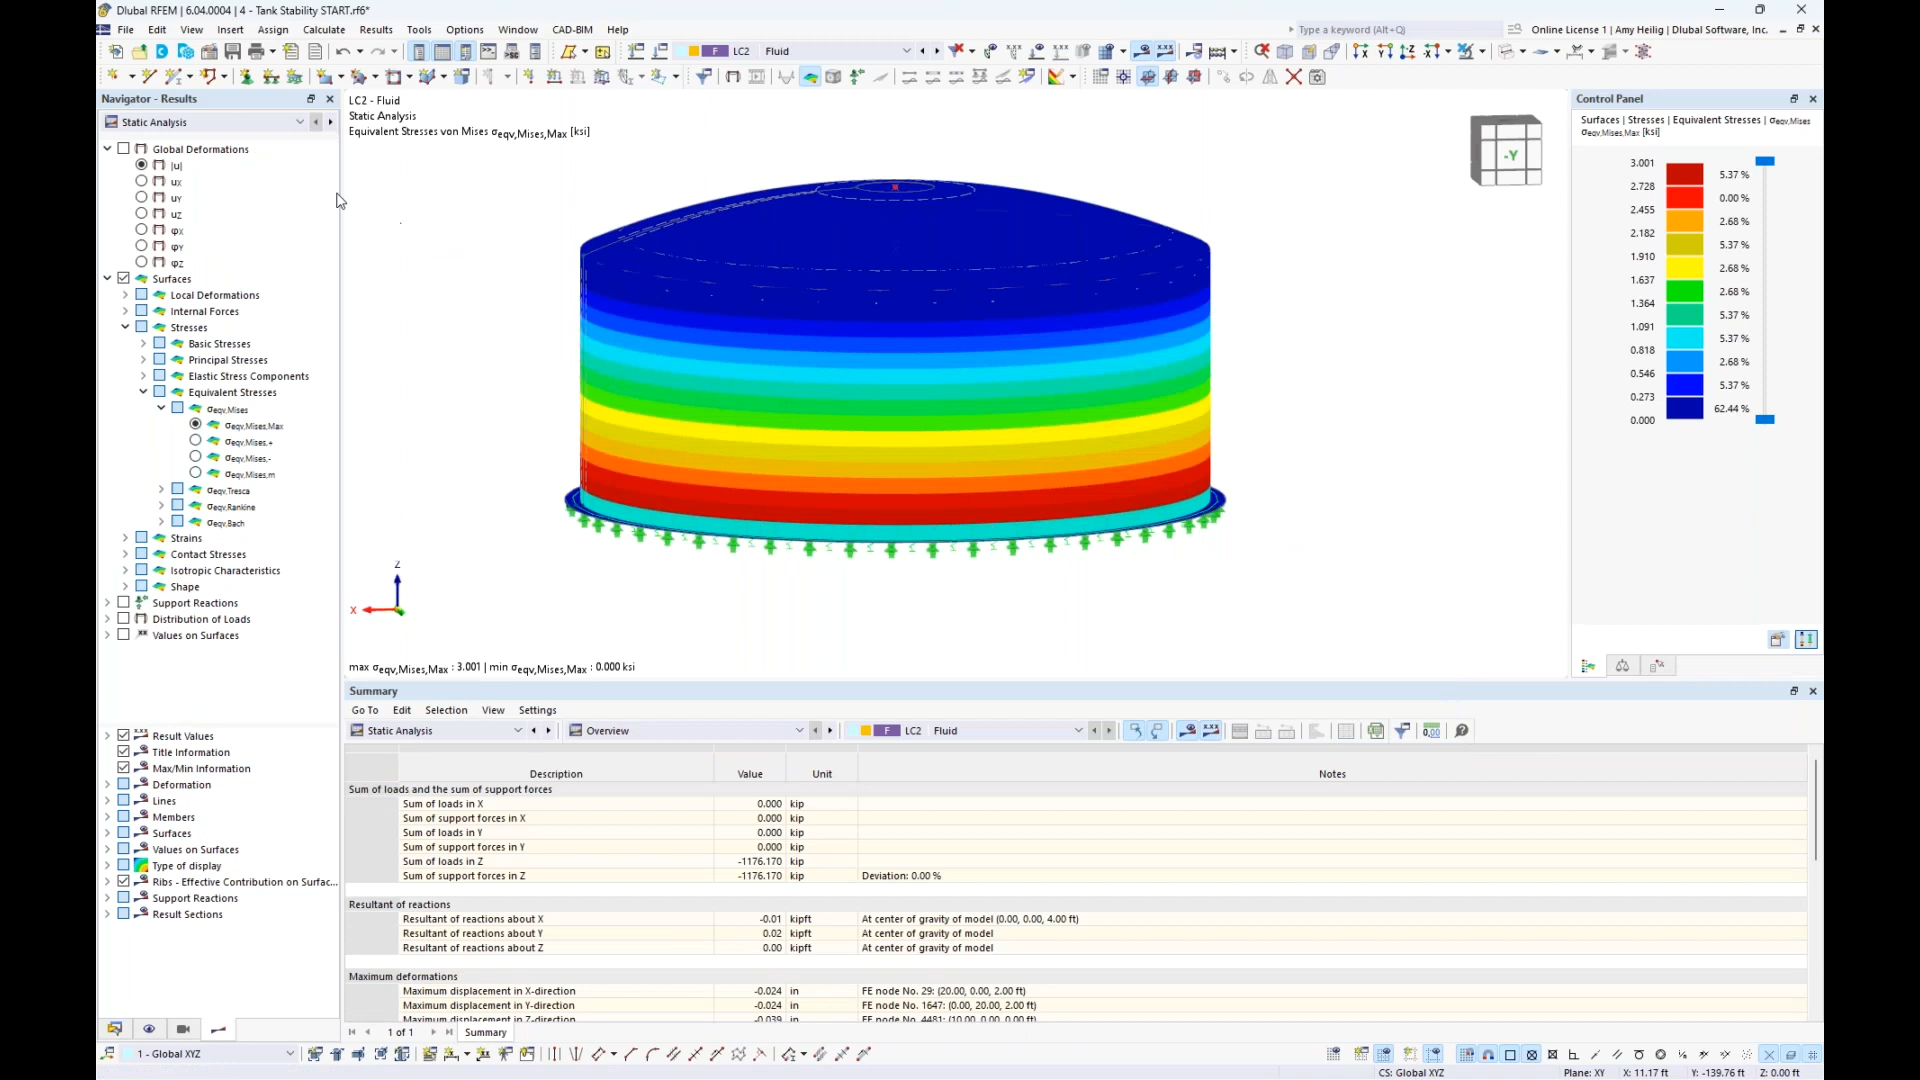 Dlubal RFEM | 6.04.0004 | 4 - Tank Stability START.rf6*
File Edit View Insert Assign Calculate Results Tools Options Window CAD-BIM Help
Type a keyword (Alt+Q)
Online License 1 | Amy Heilig | Dlubal Software, Inc.
F LC2 Fluid
Navigator - Results
Static Analysis
Global Deformations
|u|
uX
uY
uZ
φX
φY
φZ
Surfaces
Local Deformations
Internal Forces
Stresses
Basic Stresses
Principal Stresses
Elastic Stress Components
Equivalent Stresses
σeqv,Mises
σeqv,Mises,Max
σeqv,Mises,+
σeqv,Mises,-
σeqv,Mises,m
σeqv,Tresca
σeqv,Rankine
σeqv,Bach
Strains
Contact Stresses
Isotropic Characteristics
Shape
Support Reactions
Distribution of Loads
Values on Surfaces
Result Values
Title Information
Max/Min Information
Deformation
Lines
Members
Surfaces
Values on Surfaces
Type of display
Ribs - Effective Contribution on Surfac...
Support Reactions
Result Sections
LC2 - Fluid
Static Analysis
Equivalent Stresses von Mises σeqv,Mises,Max [ksi]
-Y
Z
X
max σeqv,Mises,Max : 3.001 | min σeqv,Mises,Max : 0.000 ksi
Control Panel
Surfaces | Stresses | Equivalent Stresses | σeqv,Mises
σeqv,Mises,Max [ksi]
3.001
5.37 %
2.728
0.00 %
2.455
2.68 %
2.182
5.37 %
1.910
2.68 %
1.637
2.68 %
1.364
5.37 %
1.091
5.37 %
0.818
2.68 %
0.546
5.37 %
0.273
62.44 %
0.000
Summary
Go To Edit Selection View Settings
Static Analysis Overview F LC2 Fluid
Description Value Unit Notes
Sum of loads and the sum of support forces
Sum of loads in X 0.000 kip
Sum of support forces in X 0.000 kip
Sum of loads in Y 0.000 kip
Sum of support forces in Y 0.000 kip
Sum of loads in Z -1176.170 kip
Sum of support forces in Z -1176.170 kip Deviation: 0.00 %
Resultant of reactions
Resultant of reactions about X -0.01 kipft At center of gravity of model (0.00, 0.00, 4.00 ft)
Resultant of reactions about Y 0.02 kipft At center of gravity of model
Resultant of reactions about Z 0.00 kipft At center of gravity of model
Maximum deformations
Maximum displacement in X-direction -0.024 in FE node No. 29: (20.00, 0.00, 2.00 ft)
Maximum displacement in Y-direction -0.024 in FE node No. 1647: (0.00, 20.00, 2.00 ft)
Maximum displacement in Z-direction -0.039 in FE node No. 4481: (10.00, 0.00, 0.00 ft)
1 of 1 Summary
1 - Global XYZ
CS: Global XYZ Plane: XY X: 11.17 ft Y: -139.76 ft Z: 0.00 ft